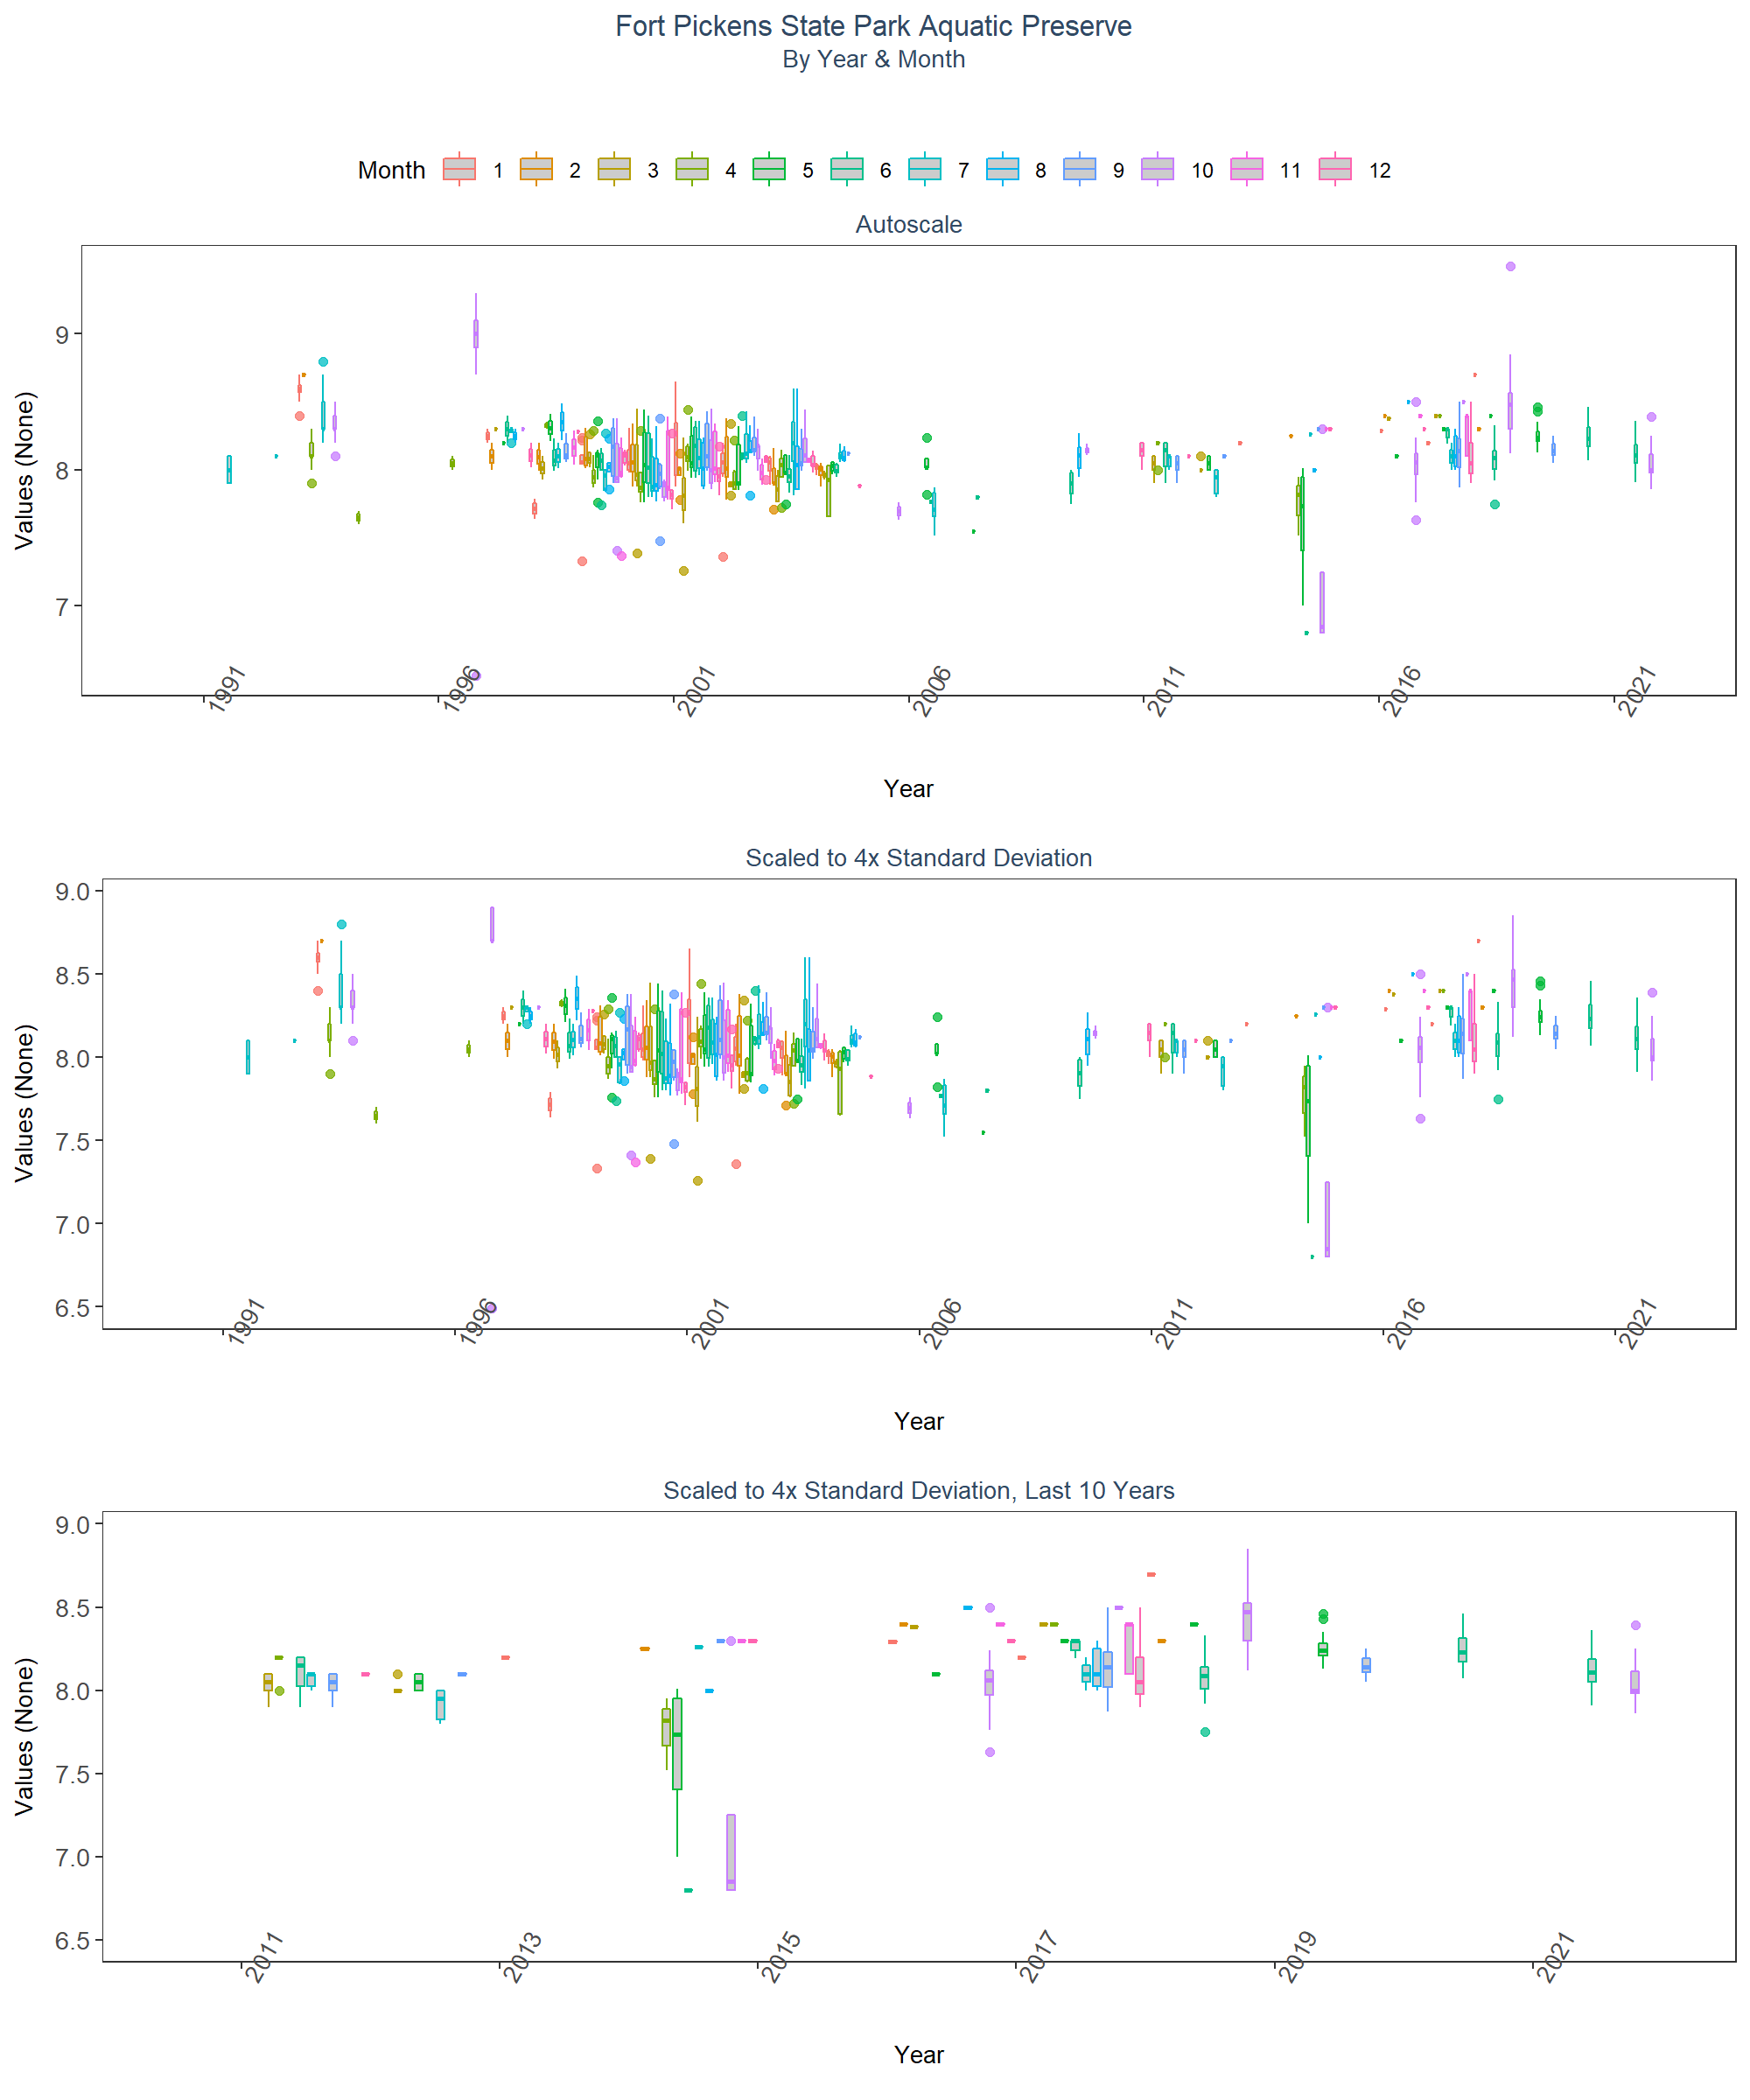 Fort Pickens State Park Aquatic Preserve
By Year & Month
Month 1 2 3 4 5 6 7 8 9 10 11 12
Autoscale
Values (None)
9
8
7
1991 1996 2001 2006 2011 2016 2021
Year
Scaled to 4x Standard Deviation
Values (None)
9.0
8.5
8.0
7.5
7.0
6.5
1991 1996 2001 2006 2011 2016 2021
Year
Scaled to 4x Standard Deviation, Last 10 Years
Values (None)
9.0
8.5
8.0
7.5
7.0
6.5
2011 2013 2015 2017 2019 2021
Year